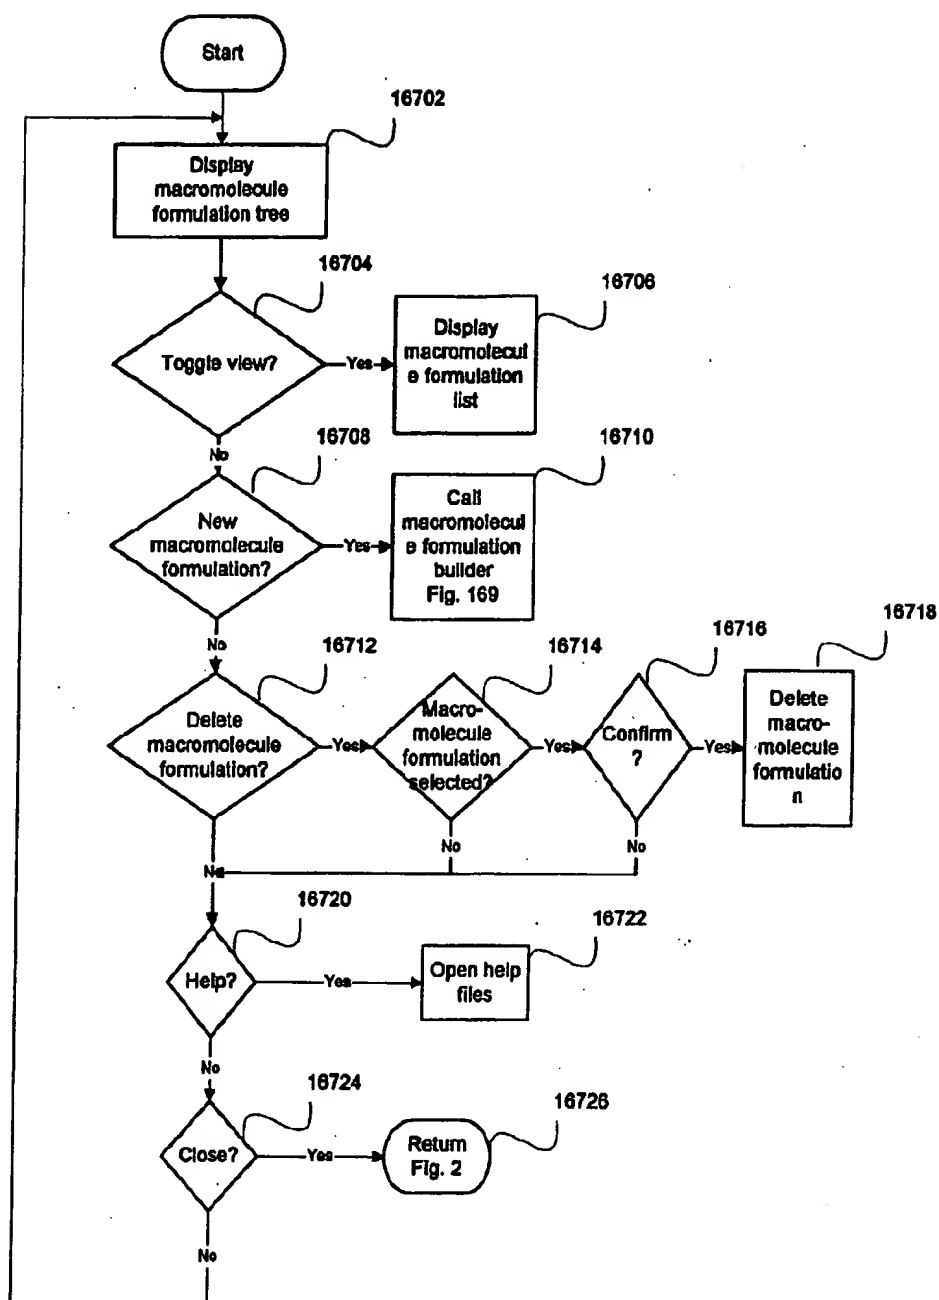 Start
16702
Display
macromolecule
formulation tree
16704
16706
Toggle view?
Yes
Display
macromolecul
e formulation
list
No
16708
16710
New
macromolecule
formulation?
Yes
Call
macromolecul
e formulation
builder
Fig. 169
No
16712
16714
16716
16718
Delete
macromolecule
formulation?
Yes
Macro-
molecule
formulation
selected?
Yes
Confirm
?
Yes
Delete
macro-
molecule
formulatio
n
No
No
No
16720
16722
Help?
Yes
Open help
files
No
16724
16726
Close?
Yes
Return
Fig. 2
No